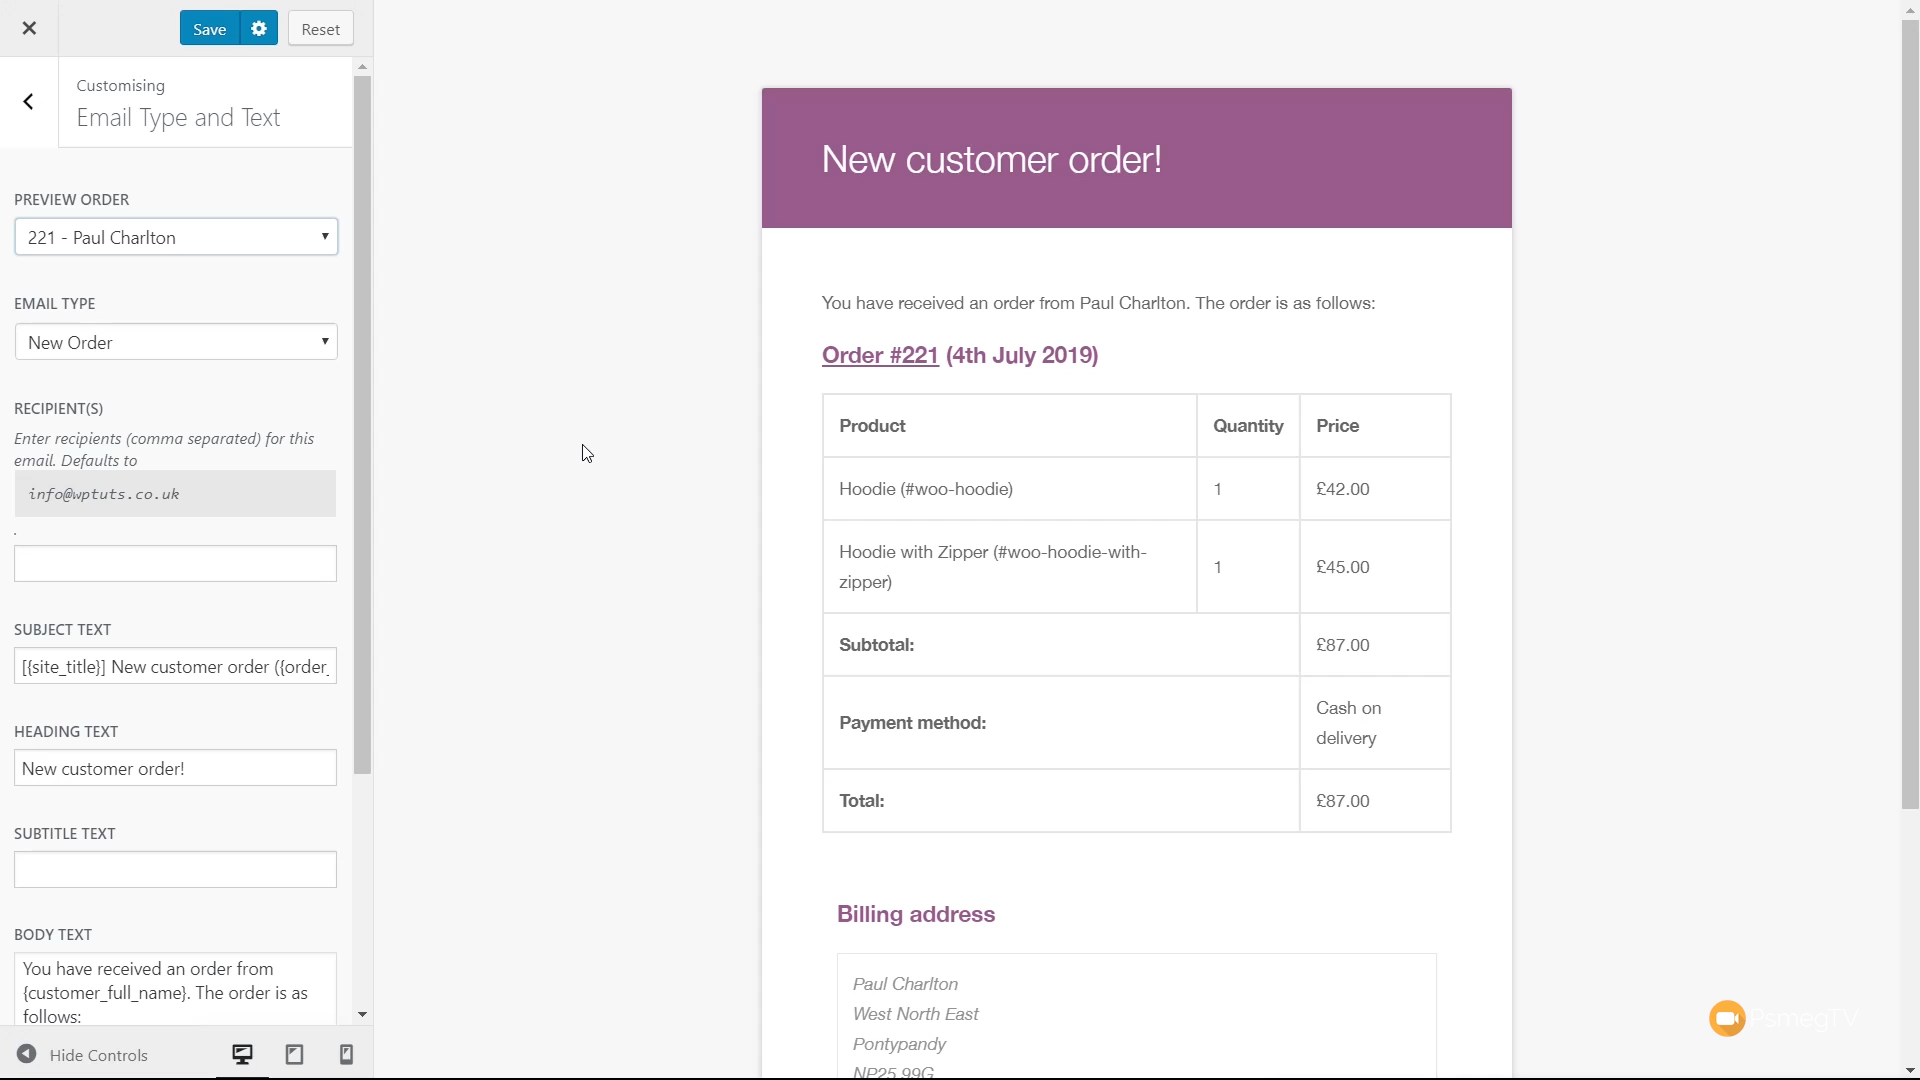 Save
Reset
Customising
Email Type and Text
PREVIEW ORDER
221 - Paul Charlton
EMAIL TYPE
New Order
RECIPIENT(S)
Enter recipients (comma separated) for this
email. Defaults to
info@wptuts.co.uk
.
SUBJECT TEXT
[{site_title}] New customer order ({order_
HEADING TEXT
New customer order!
SUBTITLE TEXT
BODY TEXT
You have received an order from
{customer_full_name}. The order is as
follows:
Hide Controls
New customer order!
You have received an order from Paul Charlton. The order is as follows:
Order #221 (4th July 2019)
Product Quantity Price
Hoodie (#woo-hoodie) 1 £42.00
Hoodie with Zipper (#woo-hoodie-with-
zipper) 1 £45.00
Subtotal: £87.00
Payment method: Cash on
delivery
Total: £87.00
Billing address
Paul Charlton
West North East
Pontypandy
NP25 99G
PsmegTV